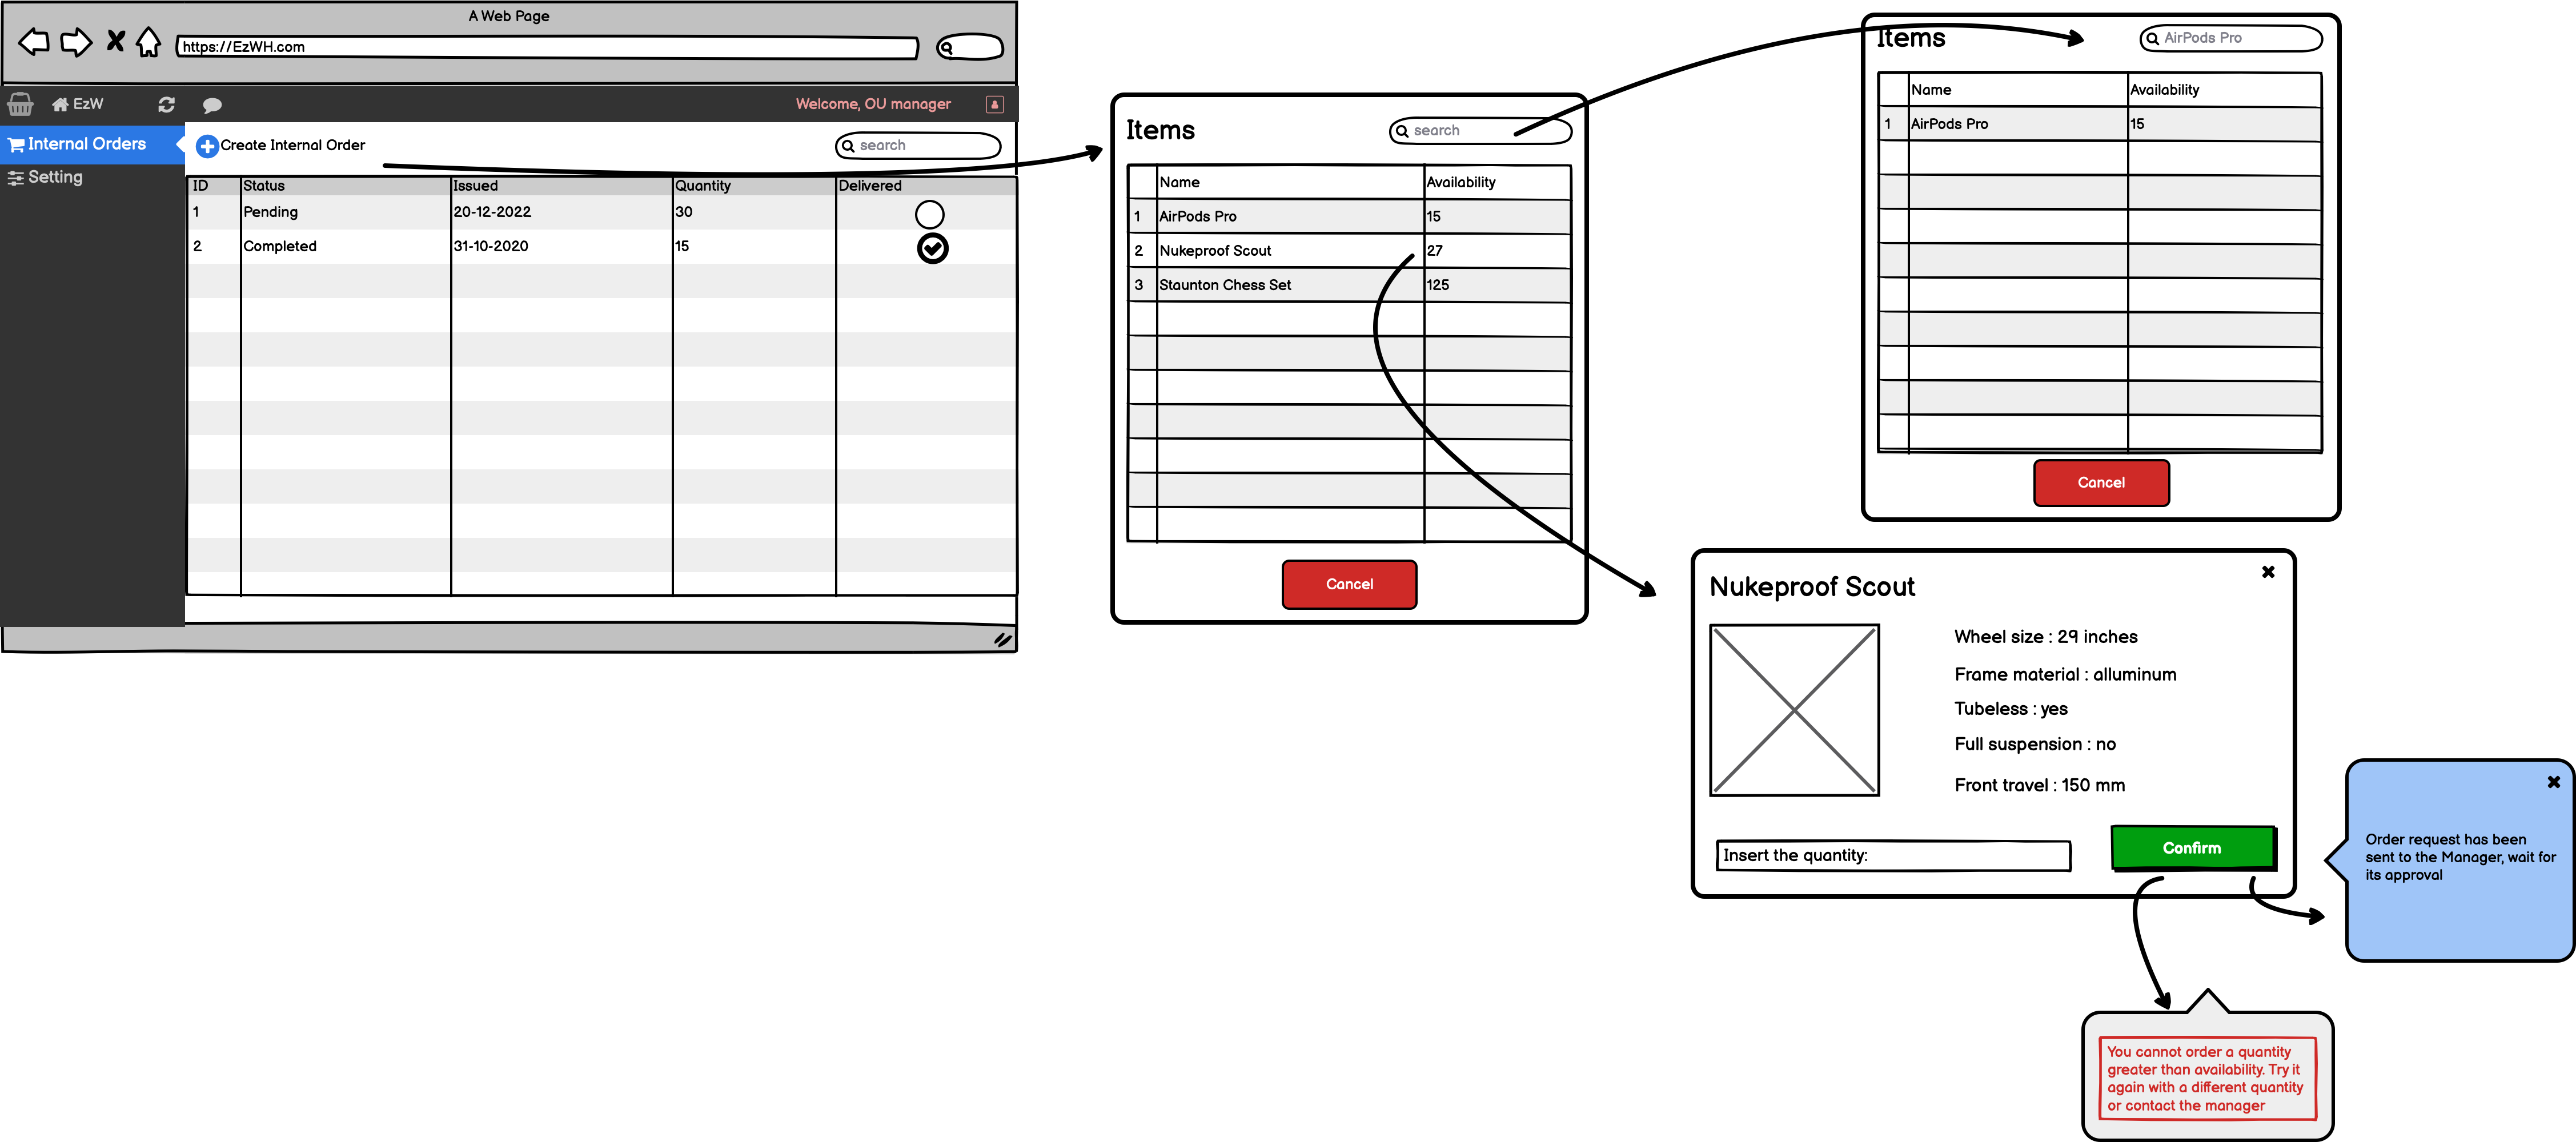 A Web Page
https://EzWH.com
EzW
Welcome, OU manager
Internal Orders
Setting
Create Internal Order
search
ID Status Issued Quantity Delivered
1 Pending 20-12-2022 30
2 Completed 31-10-2020 15
Items
search
Name Availability
1 AirPods Pro 15
2 Nukeproof Scout 27
3 Staunton Chess Set 125
Cancel
Items
AirPods Pro
Name Availability
1 AirPods Pro 15
Cancel
Nukeproof Scout
Wheel size : 29 inches
Frame material : alluminum
Tubeless : yes
Full suspension : no
Front travel : 150 mm
Insert the quantity:
Confirm
Order request has been
sent to the Manager, wait for
its approval
You cannot order a quantity
greater than availability. Try it
again with a different quantity
or contact the manager